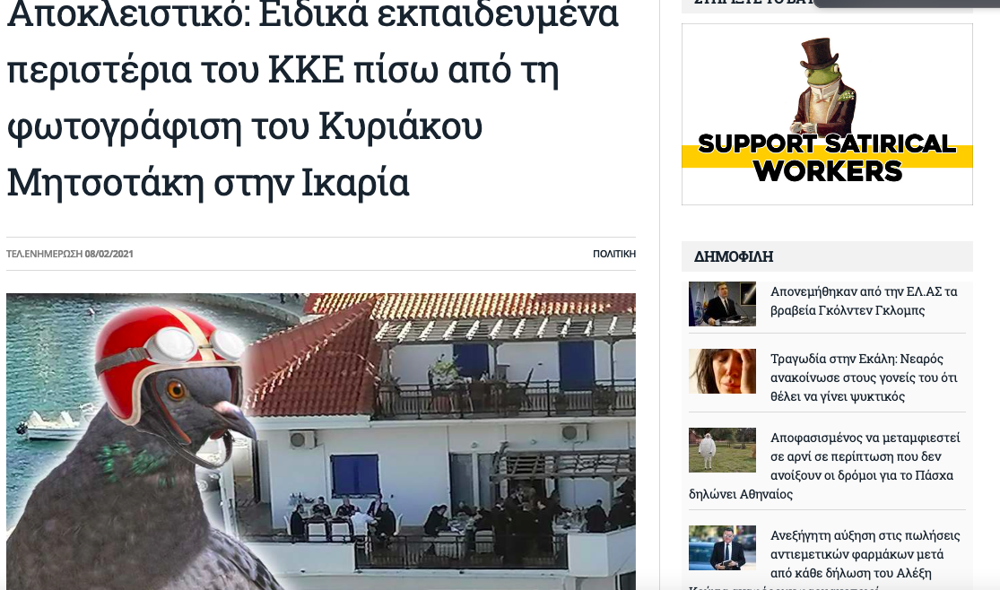 Αποκλειστικό: Ειδικά εκπαιδευμένα
περιστέρια του ΚΚΕ πίσω από τη
φωτογράφιση του Κυριάκου
Μητσοτάκη στην Ικαρία
ΤΕΛ.ΕΝΗΜΕΡΩΣΗ 08/02/2021
ΠΟΛΙΤΙΚΗ
SUPPORT SATIRICAL
WORKERS
ΔΗΜΟΦΙΛΗ
Απονεμήθηκαν από την ΕΛ.ΑΣ τα
βραβεία Γκόλντεν Γκλομπς
Τραγωδία στην Εκάλη: Νεαρός
ανακοίνωσε στους γονείς του ότι
θέλει να γίνει ψυκτικός
Αποφασισμένος να μεταμφιεστεί
σε αρνί σε περίπτωση που δεν
ανοίξουν οι δρόμοι για το Πάσχα
δηλώνει Αθηναίος
Ανεξήγητη αύξηση στις πωλήσεις
αντιεμετικών φαρμάκων μετά
από κάθε δήλωση του Αλέξη